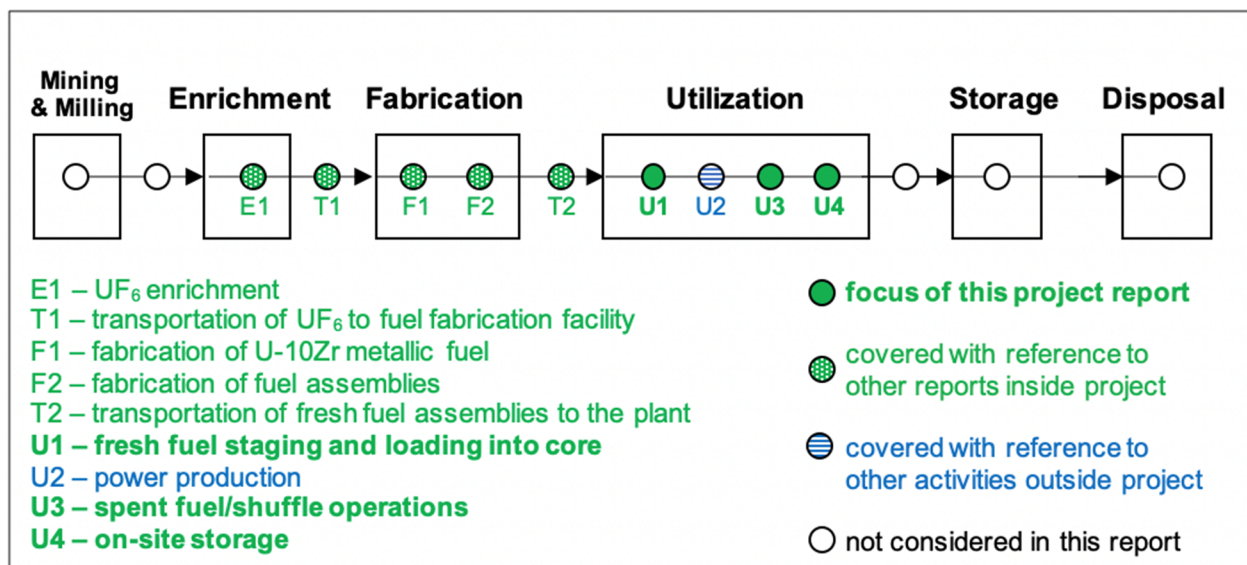 Mining
& Milling
Enrichment
Fabrication
Utilization
Storage
Disposal
E1
T1
F1
F2
T2
U1
U2
U3
U4
E1 – UF₆ enrichment
T1 – transportation of UF₆ to fuel fabrication facility
F1 – fabrication of U-10Zr metallic fuel
F2 – fabrication of fuel assemblies
T2 – transportation of fresh fuel assemblies to the plant
U1 – fresh fuel staging and loading into core
U2 – power production
U3 – spent fuel/shuffle operations
U4 – on-site storage
focus of this project report
covered with reference to
other reports inside project
covered with reference to
other activities outside project
not considered in this report